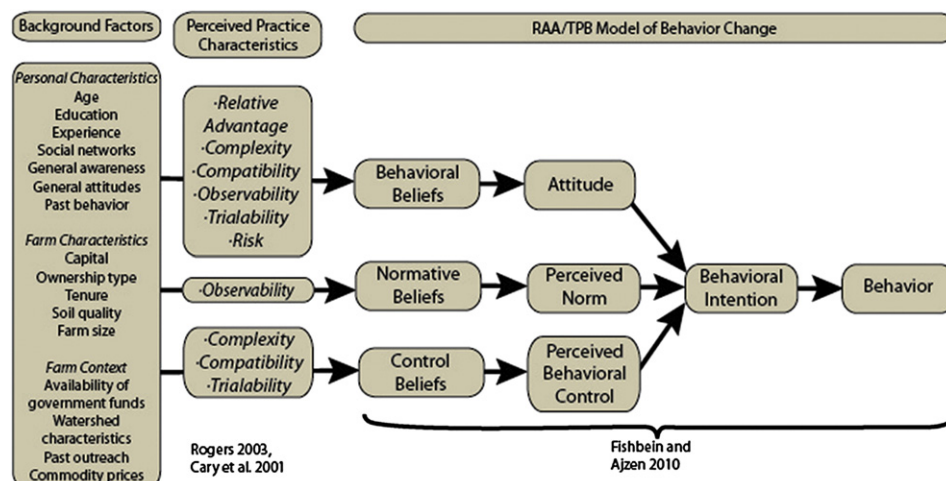 Background Factors
Perceived Practice
Characteristics
RAA/TPB Model of Behavior Change
Personal Characteristics
Age
Education
Experience
Social networks
General awareness
General attitudes
Past behavior
Farm Characteristics
Capital
Ownership type
Tenure
Soil quality
Farm size
Farm Context
Availability of
government funds
Watershed
characteristics
Past outreach
Commodity prices
·Relative
Advantage
·Complexity
·Compatibility
·Observability
·Trialability
·Risk
·Observability
·Complexity
·Compatibility
·Trialability
Rogers 2003,
Cary et al. 2001
Behavioral
Beliefs
Attitude
Normative
Beliefs
Perceived
Norm
Control
Beliefs
Perceived
Behavioral
Control
Behavioral
Intention
Behavior
Fishbein and
Ajzen 2010